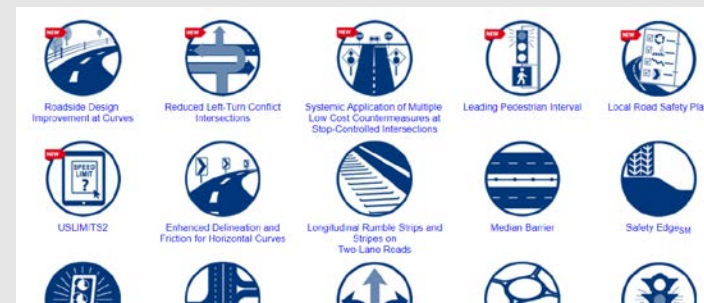 NEW
NEW
NEW
NEW
NEW
Roadside Design
Improvement at Curves
Reduced Left-Turn Conflict
Intersections
Systemic Application of Multiple
Low Cost Countermeasures at
Stop-Controlled Intersections
Leading Pedestrian Interval
Local Road Safety Pla
NEW
SPEED
LIMIT
?
USLIMITS2
Enhanced Delineation and
Friction for Horizontal Curves
Longitudinal Rumble Strips and
Stripes on
Two-Lane Roads
Median Barrier
Safety EdgeSM